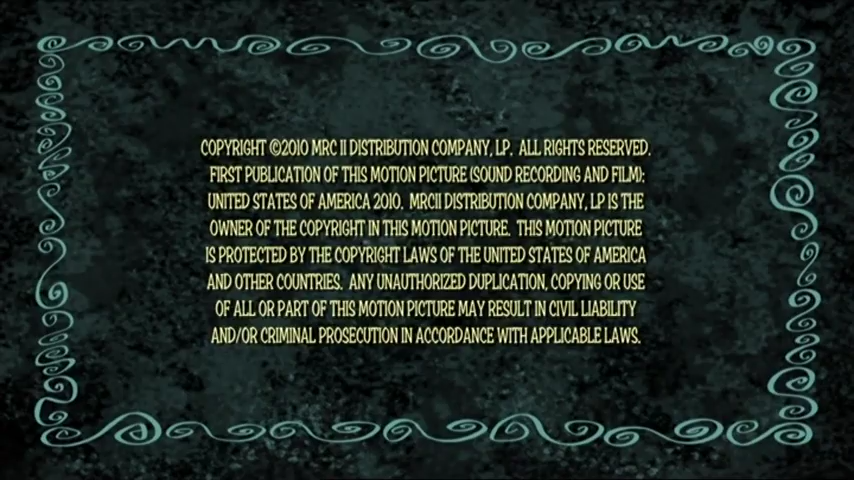 COPYRIGHT ©2010 MRC II DISTRIBUTION COMPANY, LP. ALL RIGHTS RESERVED.
FIRST PUBLICATION OF THIS MOTION PICTURE (SOUND RECORDING AND FILM):
UNITED STATES OF AMERICA 2010. MRCII DISTRIBUTION COMPANY, LP IS THE
OWNER OF THE COPYRIGHT IN THIS MOTION PICTURE. THIS MOTION PICTURE
IS PROTECTED BY THE COPYRIGHT LAWS OF THE UNITED STATES OF AMERICA
AND OTHER COUNTRIES. ANY UNAUTHORIZED DUPLICATION, COPYING OR USE
OF ALL OR PART OF THIS MOTION PICTURE MAY RESULT IN CIVIL LIABILITY
AND/OR CRIMINAL PROSECUTION IN ACCORDANCE WITH APPLICABLE LAWS.